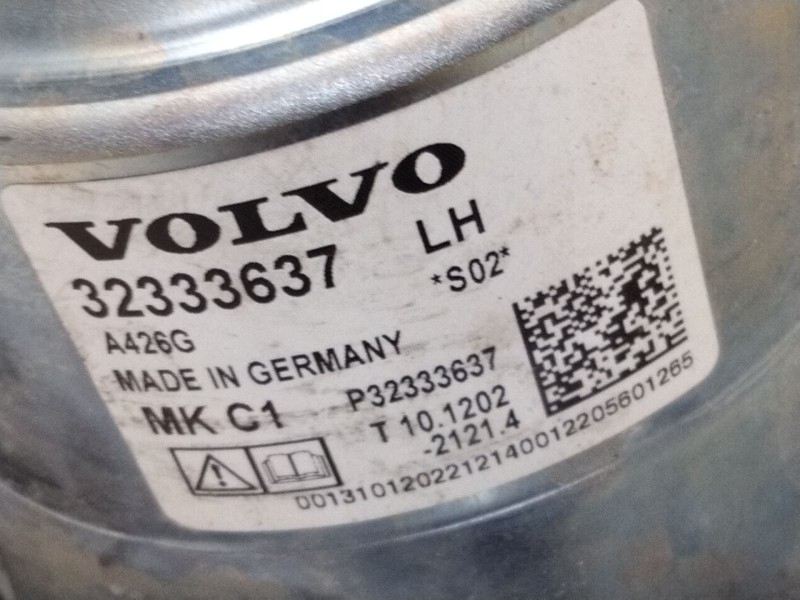 VOLVO
32333637 LH
*S02*
A426G
MADE IN GERMANY
MK C1 P32333637
T 10.1202
-2121.4
0013101202212140012205601265